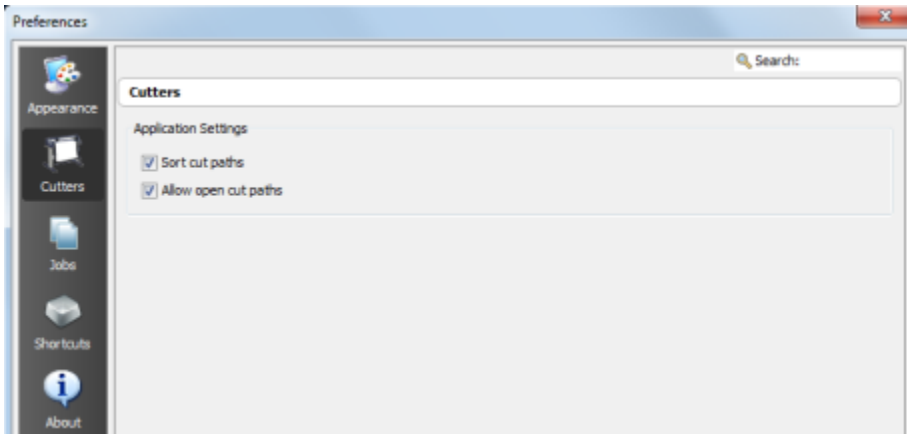 Preferences
Search:
Appearance
Cutters
Application Settings
Sort cut paths
Allow open cut paths
Cutters
Jobs
Shortcuts
About